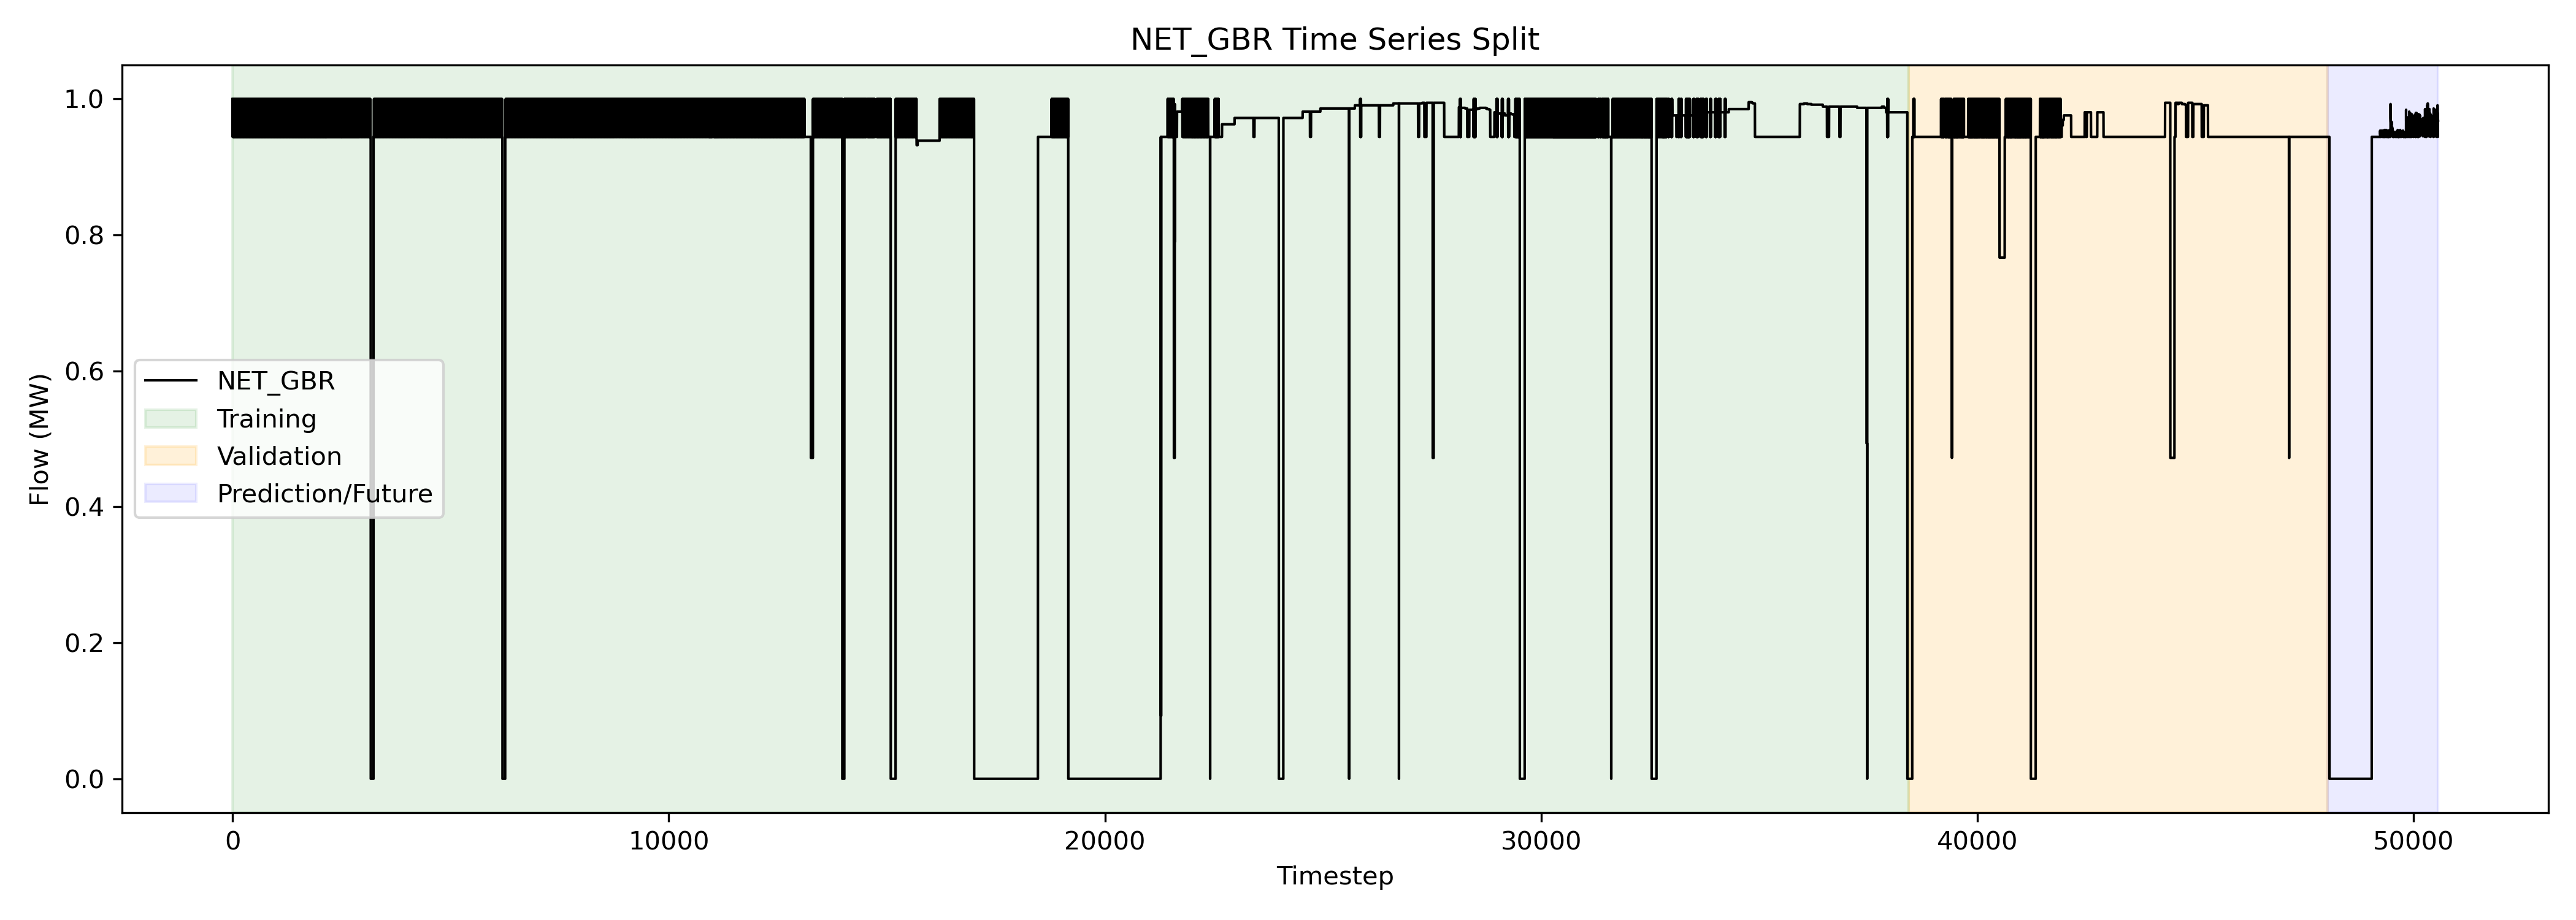 NET_GBR Time Series Split
Flow (MW)
1.0
0.8
0.6
0.4
0.2
0.0
NET_GBR
Training
Validation
Prediction/Future
0
10000
20000
30000
40000
50000
Timestep